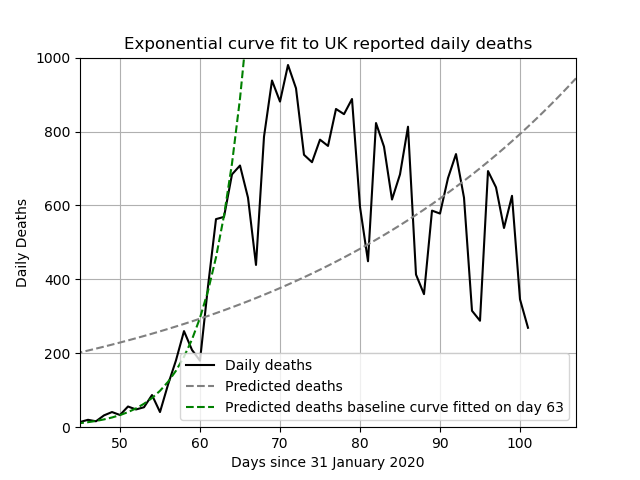 Exponential curve fit to UK reported daily deaths
1000
800
600
400
200
0
Daily Deaths
Daily deaths
Predicted deaths
Predicted deaths baseline curve fitted on day 63
50 60 70 80 90 100
Days since 31 January 2020